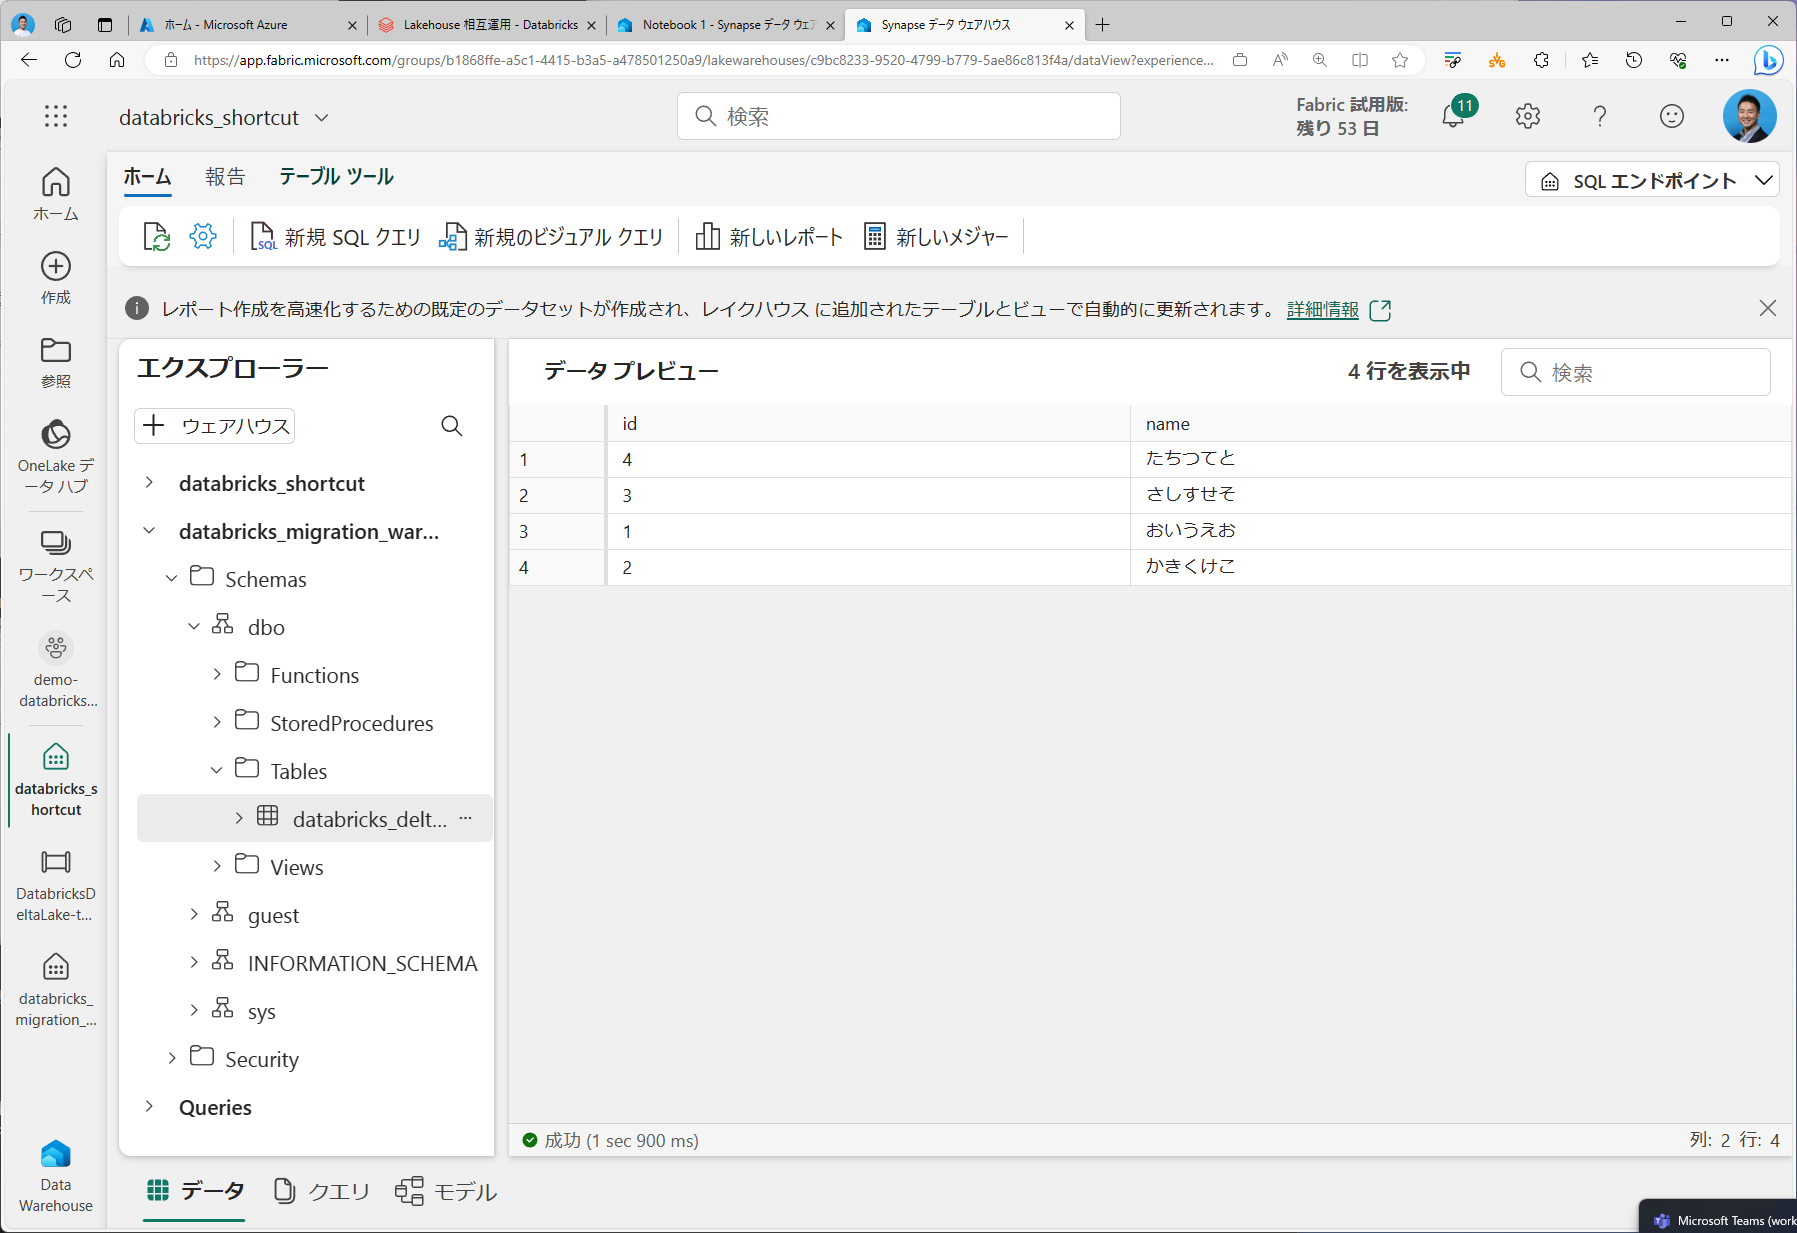 ホーム - Microsoft Azure
Lakehouse 相互運用 - Databricks
Notebook 1 - Synapse データ ウェア
Synapse データ ウェアハウス
https://app.fabric.microsoft.com/groups/b1868ffe-a5c1-4415-b3a5-a478501250a9/lakewarehouses/c9bc8233-9520-4799-b779-5ae86c813f4a/dataView?experience...
databricks_shortcut
検索
Fabric 試用版:
残り 53 日
11
ホーム
報告
テーブル ツール
SQL エンドポイント
新規 SQL クエリ
新規のビジュアル クエリ
新しいレポート
新しいメジャー
レポート作成を高速化するための既定のデータセットが作成され、レイクハウス に追加されたテーブルとビューで自動的に更新されます。 詳細情報
ホーム
作成
参照
OneLake デ
ータ ハブ
ワークスペ
ース
demo-
databricks...
databricks_s
hortcut
DatabricksD
eltaLake-t...
databricks_
migration_...
Data
Warehouse
エクスプローラー
ウェアハウス
databricks_shortcut
databricks_migration_war...
Schemas
dbo
Functions
StoredProcedures
Tables
databricks_delt... ...
Views
guest
INFORMATION_SCHEMA
sys
Security
Queries
データ プレビュー
4 行を表示中
検索
id name
1 4 たちつてと
2 3 さしすせそ
3 1 おいうえお
4 2 かきくけこ
成功 (1 sec 900 ms)
列: 2 行: 4
データ
クエリ
モデル
Microsoft Teams (work